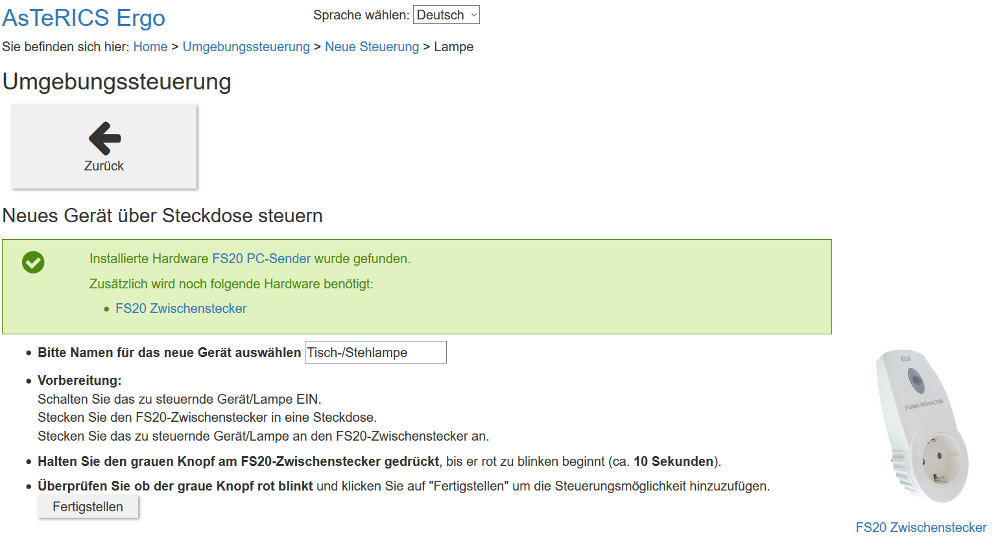 AsTeRICS Ergo
Sprache wählen: Deutsch
Sie befinden sich hier: Home > Umgebungssteuerung > Neue Steuerung > Lampe
Umgebungssteuerung
Zurück
Neues Gerät über Steckdose steuern
Installierte Hardware FS20 PC-Sender wurde gefunden.
Zusätzlich wird noch folgende Hardware benötigt:
FS20 Zwischenstecker
Bitte Namen für das neue Gerät auswählen Tisch-/Stehlampe
Vorbereitung:
Schalten Sie das zu steuernde Gerät/Lampe EIN.
Stecken Sie den FS20-Zwischenstecker in eine Steckdose.
Stecken Sie das zu steuernde Gerät/Lampe an den FS20-Zwischenstecker an.
Halten Sie den grauen Knopf am FS20-Zwischenstecker gedrückt, bis er rot zu blinken beginnt (ca. 10 Sekunden).
Überprüfen Sie ob der graue Knopf rot blinkt und klicken Sie auf "Fertigstellen" um die Steuerungsmöglichkeit hinzuzufügen.
Fertigstellen
ELV
FUNK-SCHALTER
FS20 Zwischenstecker